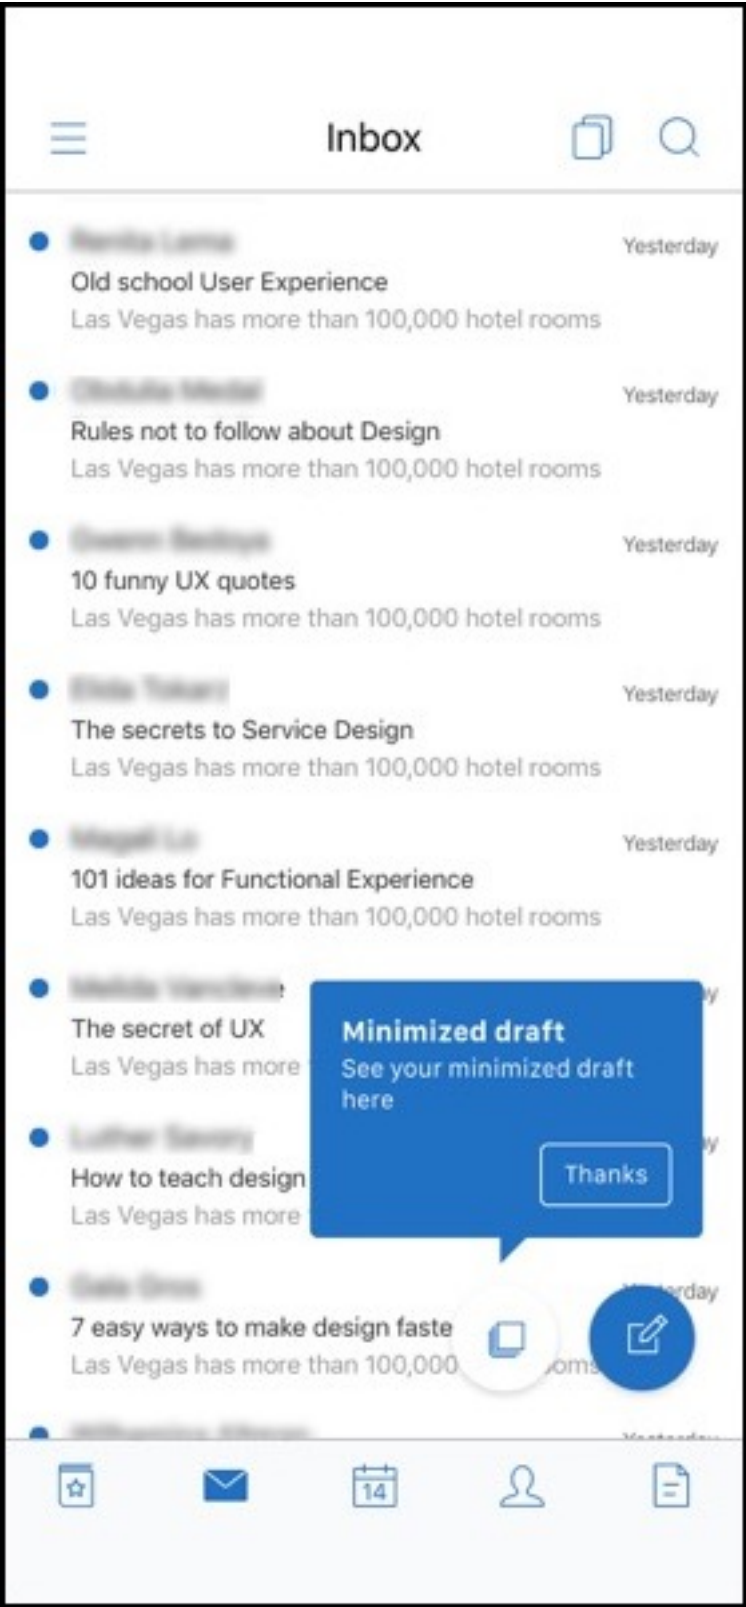 Inbox
Yesterday
Old school User Experience
Las Vegas has more than 100,000 hotel rooms
Yesterday
Rules not to follow about Design
Las Vegas has more than 100,000 hotel rooms
Yesterday
10 funny UX quotes
Las Vegas has more than 100,000 hotel rooms
Yesterday
The secrets to Service Design
Las Vegas has more than 100,000 hotel rooms
Yesterday
101 ideas for Functional Experience
Las Vegas has more than 100,000 hotel rooms
The secret of UX
Las Vegas has more
Minimized draft
See your minimized draft
here
Thanks
How to teach design
Las Vegas has more
7 easy ways to make design faste
Las Vegas has more than 100,000
14